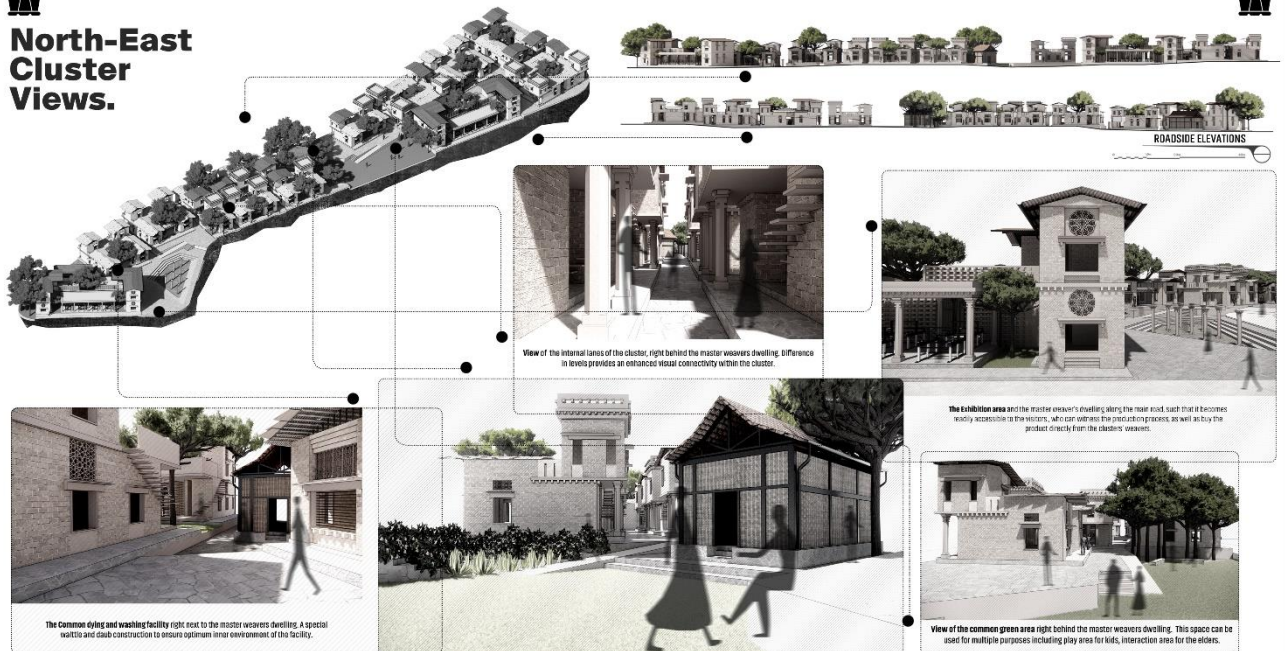 North-East
Cluster
Views.
ROADSIDE ELEVATIONS
View of the internal lanes of the cluster, right behind the master weavers dwelling. Difference
in levels provides an enhanced visual connectivity within the cluster.
The Exhibition area and the master weaver's dwelling along the main road, such that it becomes
readily accessible to the visitors, who can witness the production process, as well as buy the
product directly from the clusters' weavers.
The Common dying and washing facility right next to the master weavers dwelling. A special
waittle and daub construction to ensure optimum inner environment of the facility.
View of the common green area right behind the master weavers dwelling. This space can be
used for multiple purposes including play area for kids, interaction area for the elders.